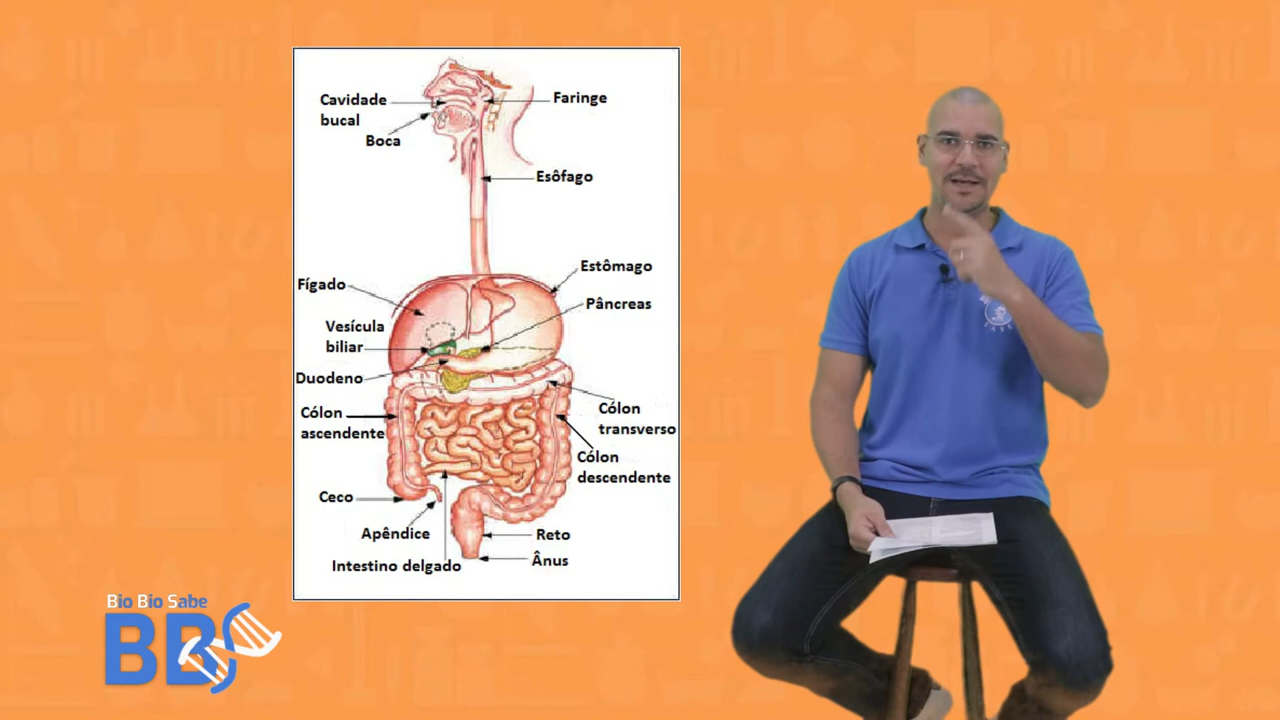 Cavidade
bucal
Faringe
Boca
Esôfago
Estômago
Fígado
Pâncreas
Vesícula
biliar
Duodeno
Cólon
ascendente
Cólon
transverso
Cólon
descendente
Ceco
Apêndice
Reto
Intestino delgado
Ânus
Bio Bio Sabe
BBS